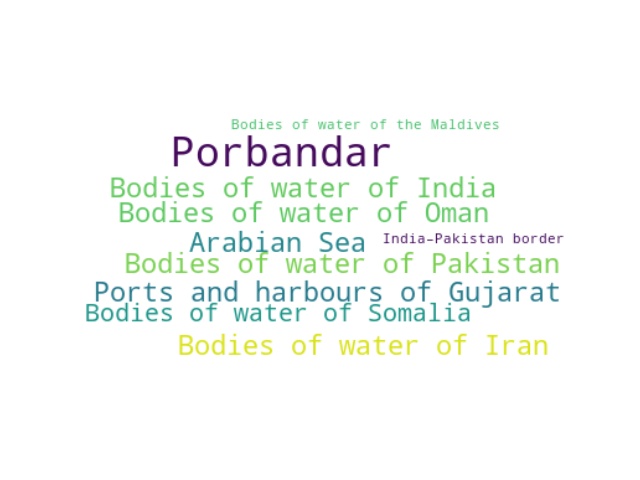 Bodies of water of the Maldives
Porbandar
Bodies of water of India
Bodies of water of Oman
Arabian Sea
India–Pakistan border
Bodies of water of Pakistan
Ports and harbours of Gujarat
Bodies of water of Somalia
Bodies of water of Iran